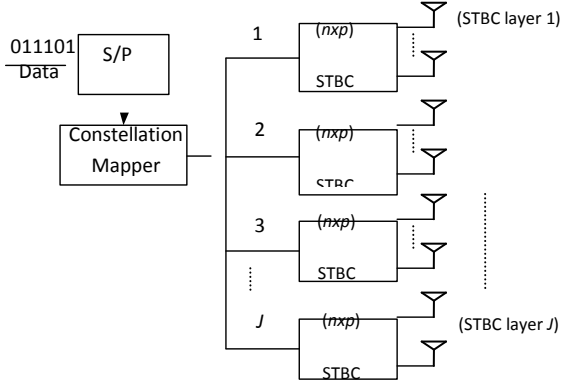 011101
Data
S/P
Constellation
Mapper
1
(nxp)
STBC
(STBC layer 1)
2
(nxp)
STBC
3
(nxp)
STBC
J
(nxp)
STBC
(STBC layer J)